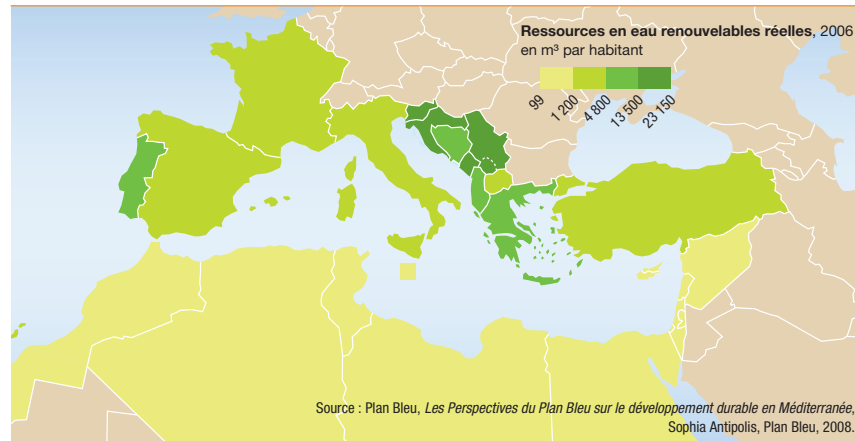 Ressources en eau renouvelables réelles, 2006
en m³ par habitant
99
1 200
4 800
13 500
23 150
Source : Plan Bleu, Les Perspectives du Plan Bleu sur le développement durable en Méditerranée,
Sophia Antipolis, Plan Bleu, 2008.